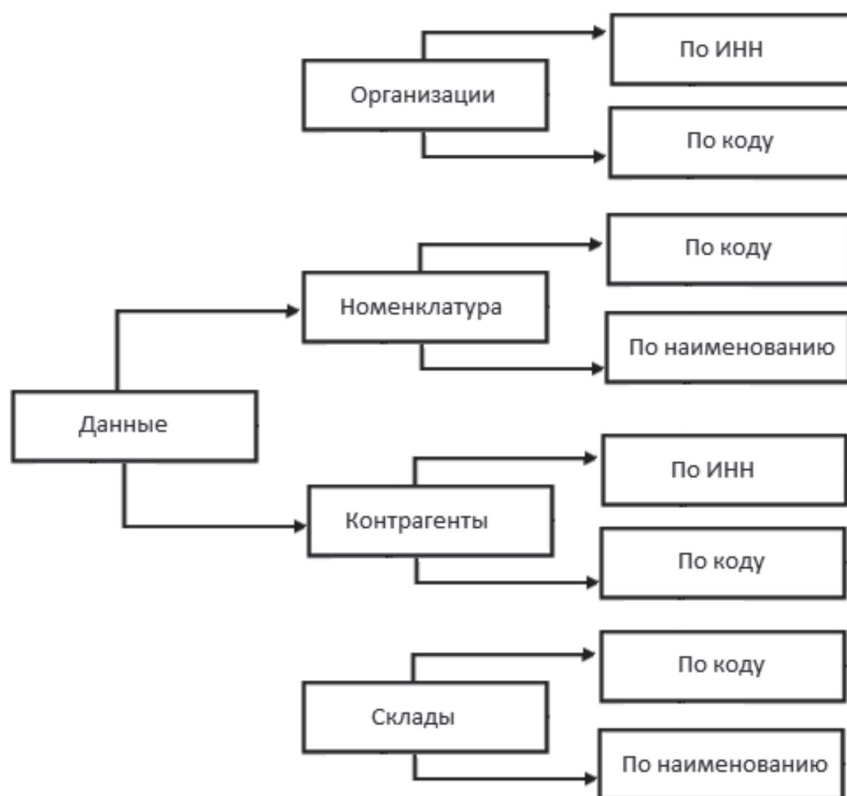 Организации
По ИНН
По коду
Номенклатура
По коду
По наименованию
Данные
Контрагенты
По ИНН
По коду
Склады
По коду
По наименованию